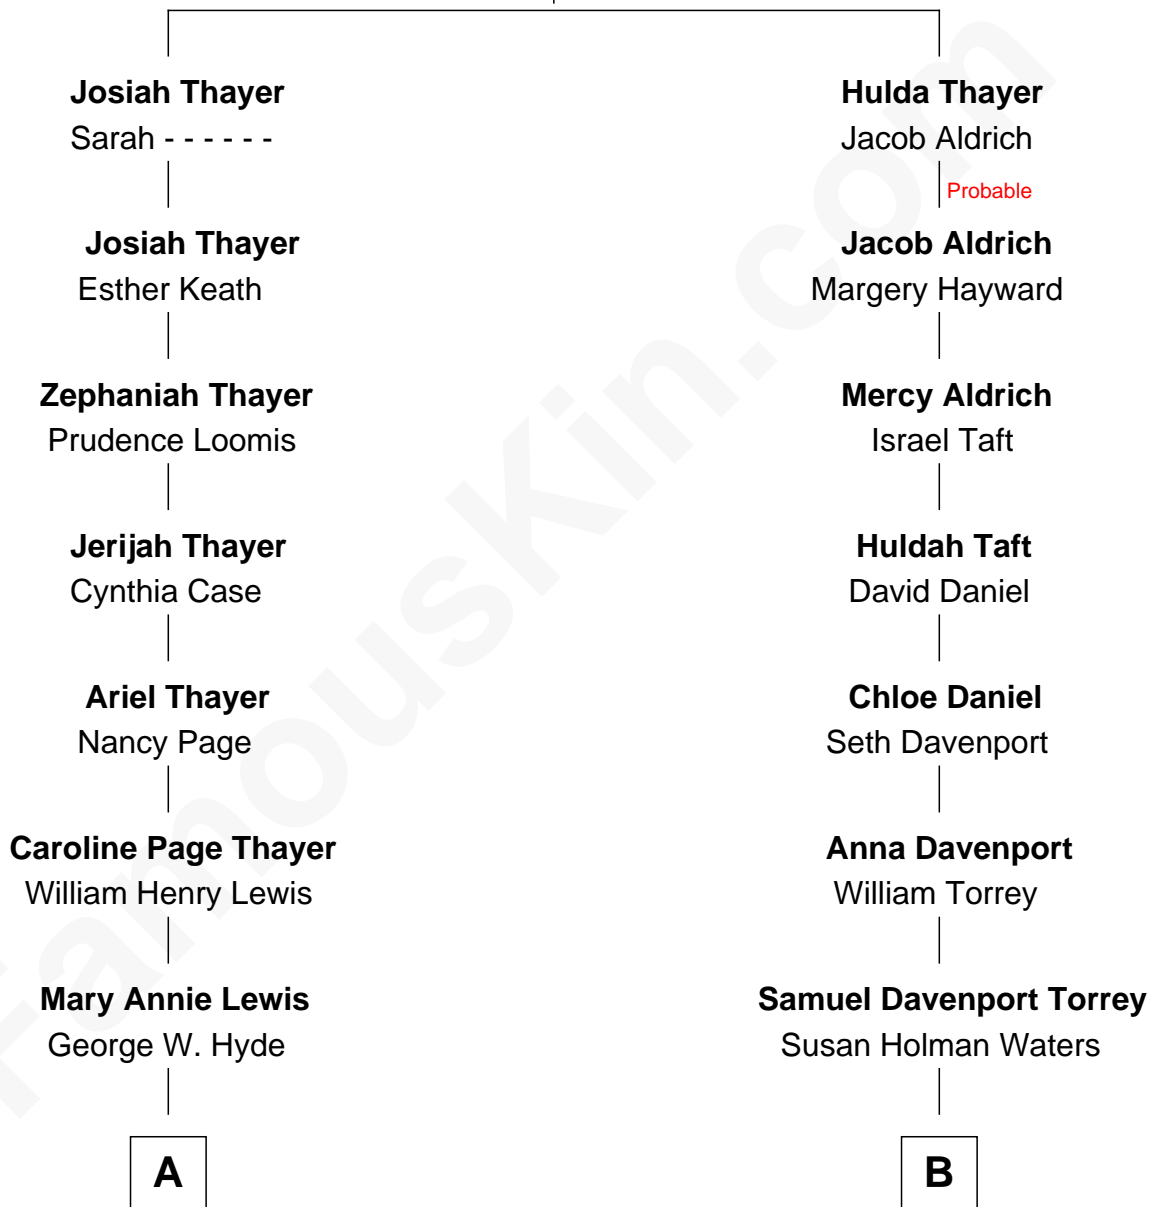 Josiah Thayer
Sarah - - - - - -
Hulda Thayer
Jacob Aldrich
Probable
Josiah Thayer
Esther Keath
Jacob Aldrich
Margery Hayward
Zephaniah Thayer
Prudence Loomis
Mercy Aldrich
Israel Taft
Jerijah Thayer
Cynthia Case
Huldah Taft
David Daniel
Ariel Thayer
Nancy Page
Chloe Daniel
Seth Davenport
Caroline Page Thayer
William Henry Lewis
Anna Davenport
William Torrey
Mary Annie Lewis
George W. Hyde
Samuel Davenport Torrey
Susan Holman Waters
A
B
FamousKin.com